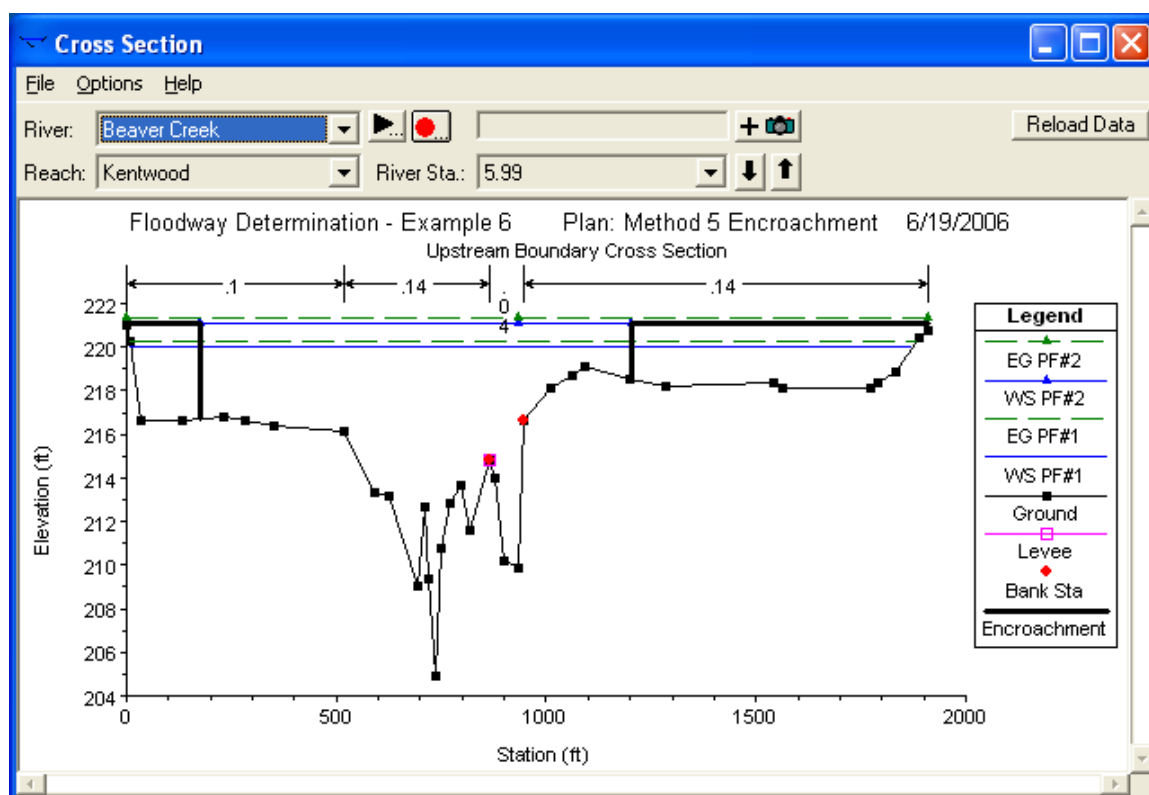 Cross Section
File Options Help
River: Beaver Creek
Reload Data
Reach: Kentwood River Sta.: 5.99
Floodway Determination - Example 6 Plan: Method 5 Encroachment 6/19/2006
Upstream Boundary Cross Section
.1 .14 .04 .14
222
220
218
216
214
212
210
208
206
204
Elevation (ft)
0 500 1000 1500 2000
Station (ft)
Legend
EG PF#2
WS PF#2
EG PF#1
WS PF#1
Ground
Levee
Bank Sta
Encroachment